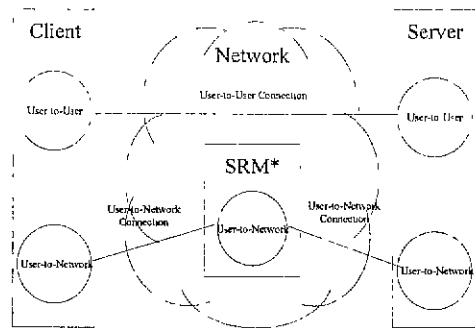 Client
Network
Server
User-to-User Connection
User to-User
User-to-User
SRM*
User-to-Network
Connection
User-to-Network
Connection
User-to-Network
User-to-Network
User-to-Network